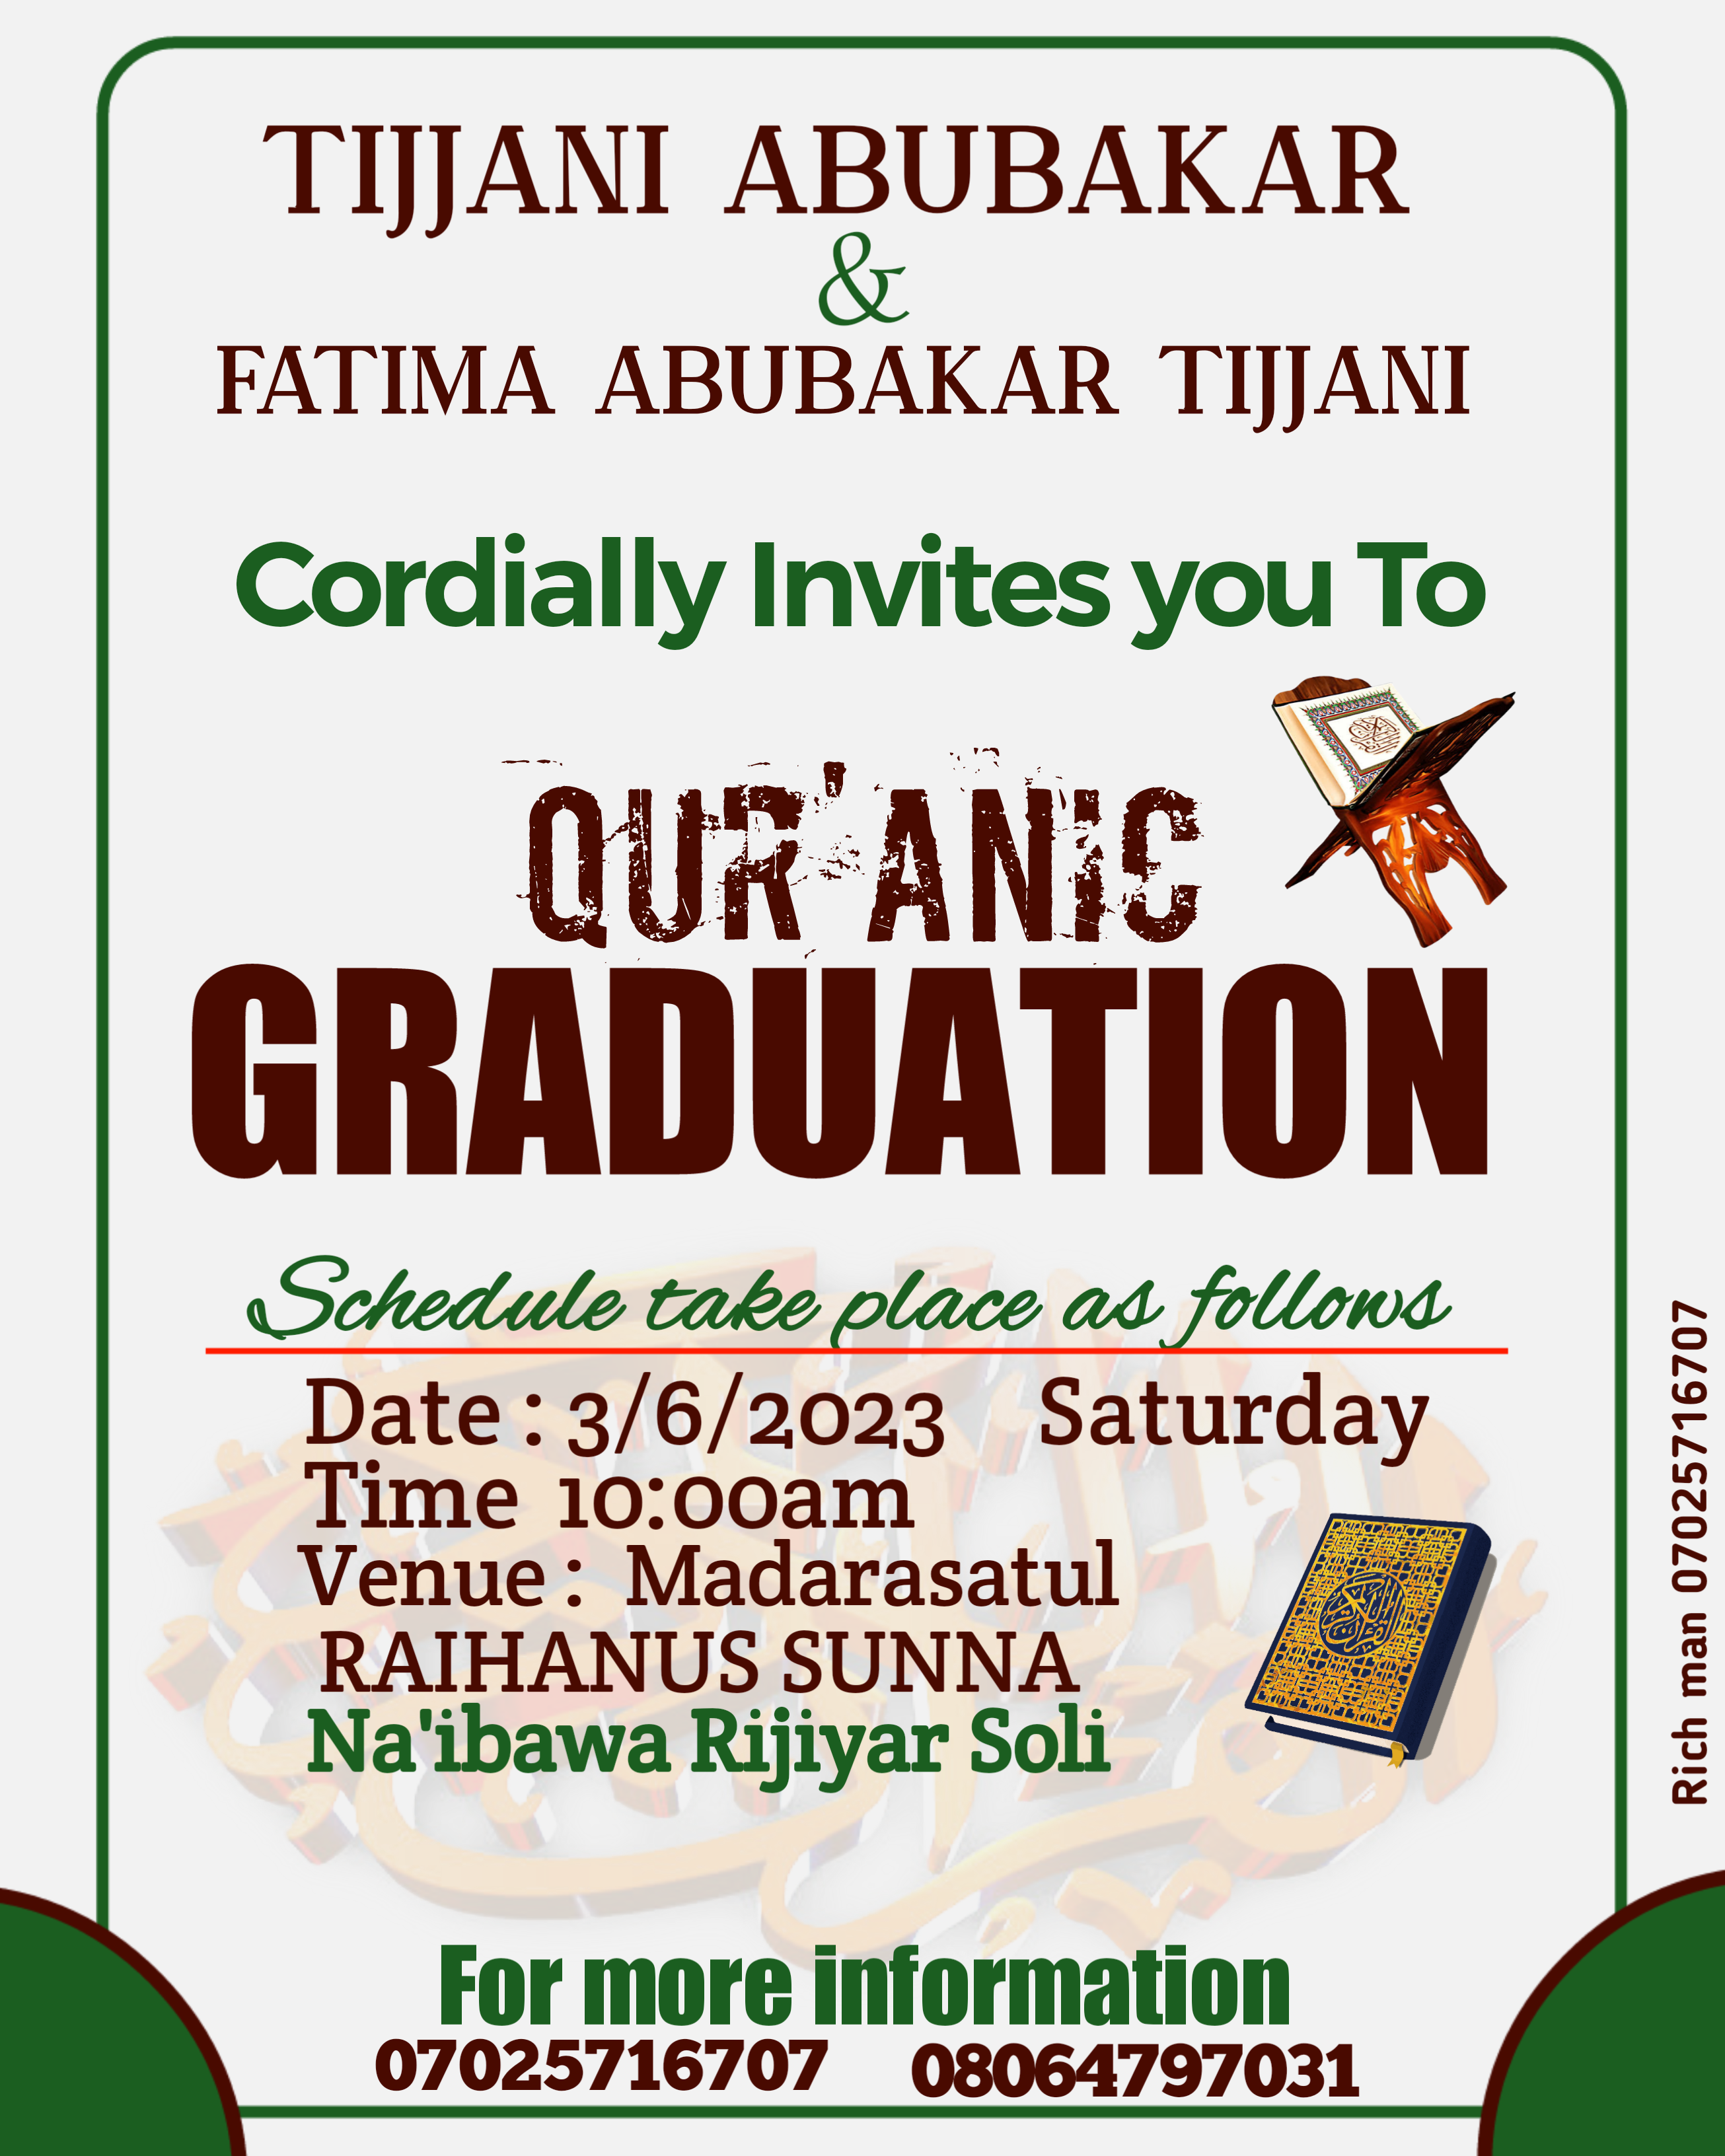 TIJJANI ABUBAKAR
&
FATIMA ABUBAKAR TIJJANI
Cordially Invites you To
QUR'ANIC
GRADUATION
Schedule take place as follows
Date : 3/6/2023 Saturday
Time 10:00am
Venue : Madarasatul
RAIHANUS SUNNA
Na'ibawa Rijiyar Soli
For more information
07025716707 08064797031
Rich man 07025716707